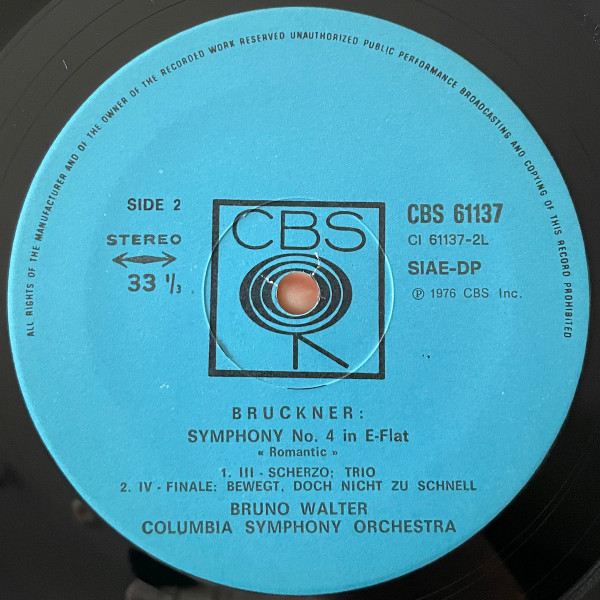 ALL RIGHTS OF THE MANUFACTURER AND OF THE OWNER OF THE RECORDED WORK RESERVED UNAUTHORIZED PUBLIC PERFORMANCE BROADCASTING AND COPYING OF THIS RECORD PROHIBITED
SIDE 2
STEREO
33 1/3
CBS
CBS 61137
CI 61137-2L
SIAE-DP
℗ 1976 CBS Inc.
BRUCKNER:
SYMPHONY No. 4 in E-Flat
« Romantic »
1. III - SCHERZO; TRIO
2. IV - FINALE: BEWEGT, DOCH NICHT ZU SCHNELL
BRUNO WALTER
COLUMBIA SYMPHONY ORCHESTRA